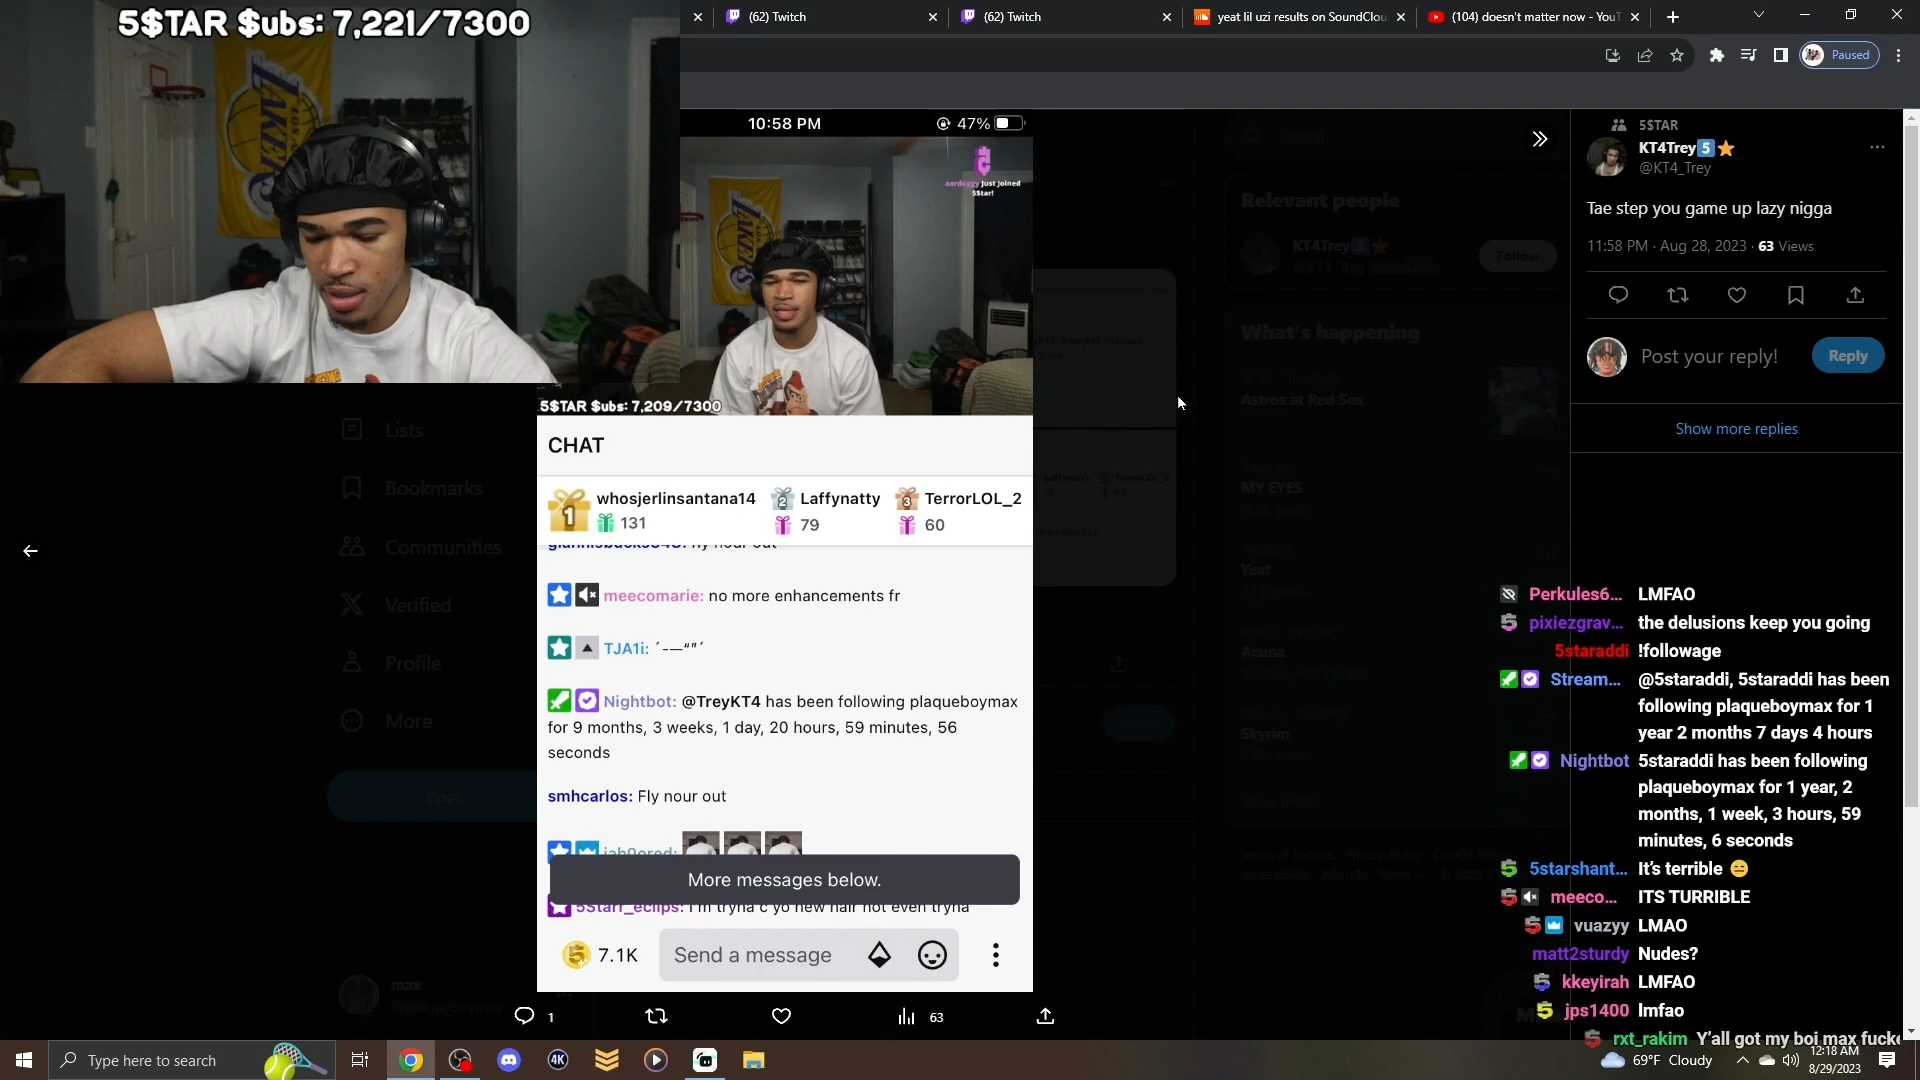 5$TAR $ubs: 7,221/7300
(62) Twitch
(62) Twitch
yeat lil uzi results on SoundClou
(104) doesn't matter now - YouT
Paused
10:58 PM
47%
aardoggy Just joined
5$tar!
LAKERS
5$TAR $ubs: 7,209/7300
CHAT
1 whosjerlinsantana14
131
2 Laffynatty
79
3 TerrorLOL_2
60
meecomarie: no more enhancements fr
TJA1i: ´-—“”´
Nightbot: @TreyKT4 has been following plaqueboymax
for 9 months, 3 weeks, 1 day, 20 hours, 59 minutes, 56
seconds
smhcarlos: Fly nour out
More messages below.
5Starr_eclips: I'm tryna c yo new hair not even tryna
7.1K
Send a message
1
63
Lists
Bookmarks
Communities
Verified
Profile
More
Post
max
Search
Relevant people
KT4Trey
Follow
What's happening
Astros at Red Sox
MY EYES
Yeat
Acuna
Skyrim
5$TAR
KT4Trey 5
@KT4_Trey
Tae step you game up lazy nigga
11:58 PM · Aug 28, 2023 · 63 Views
Post your reply!
Reply
Show more replies
Perkules6... LMFAO
pixiezgrav... the delusions keep you going
5staraddi !followage
Stream... @5staraddi, 5staraddi has been
following plaqueboymax for 1
year 2 months 7 days 4 hours
Nightbot 5staraddi has been following
plaqueboymax for 1 year, 2
months, 1 week, 3 hours, 59
minutes, 6 seconds
5starshant... It's terrible
meeco... ITS TURRIBLE
vuazyy LMAO
matt2sturdy Nudes?
kkeyirah LMFAO
jps1400 lmfao
rxt_rakim Y'all got my boi max fucke
Type here to search
4K
69°F Cloudy
12:18 AM
8/29/2023